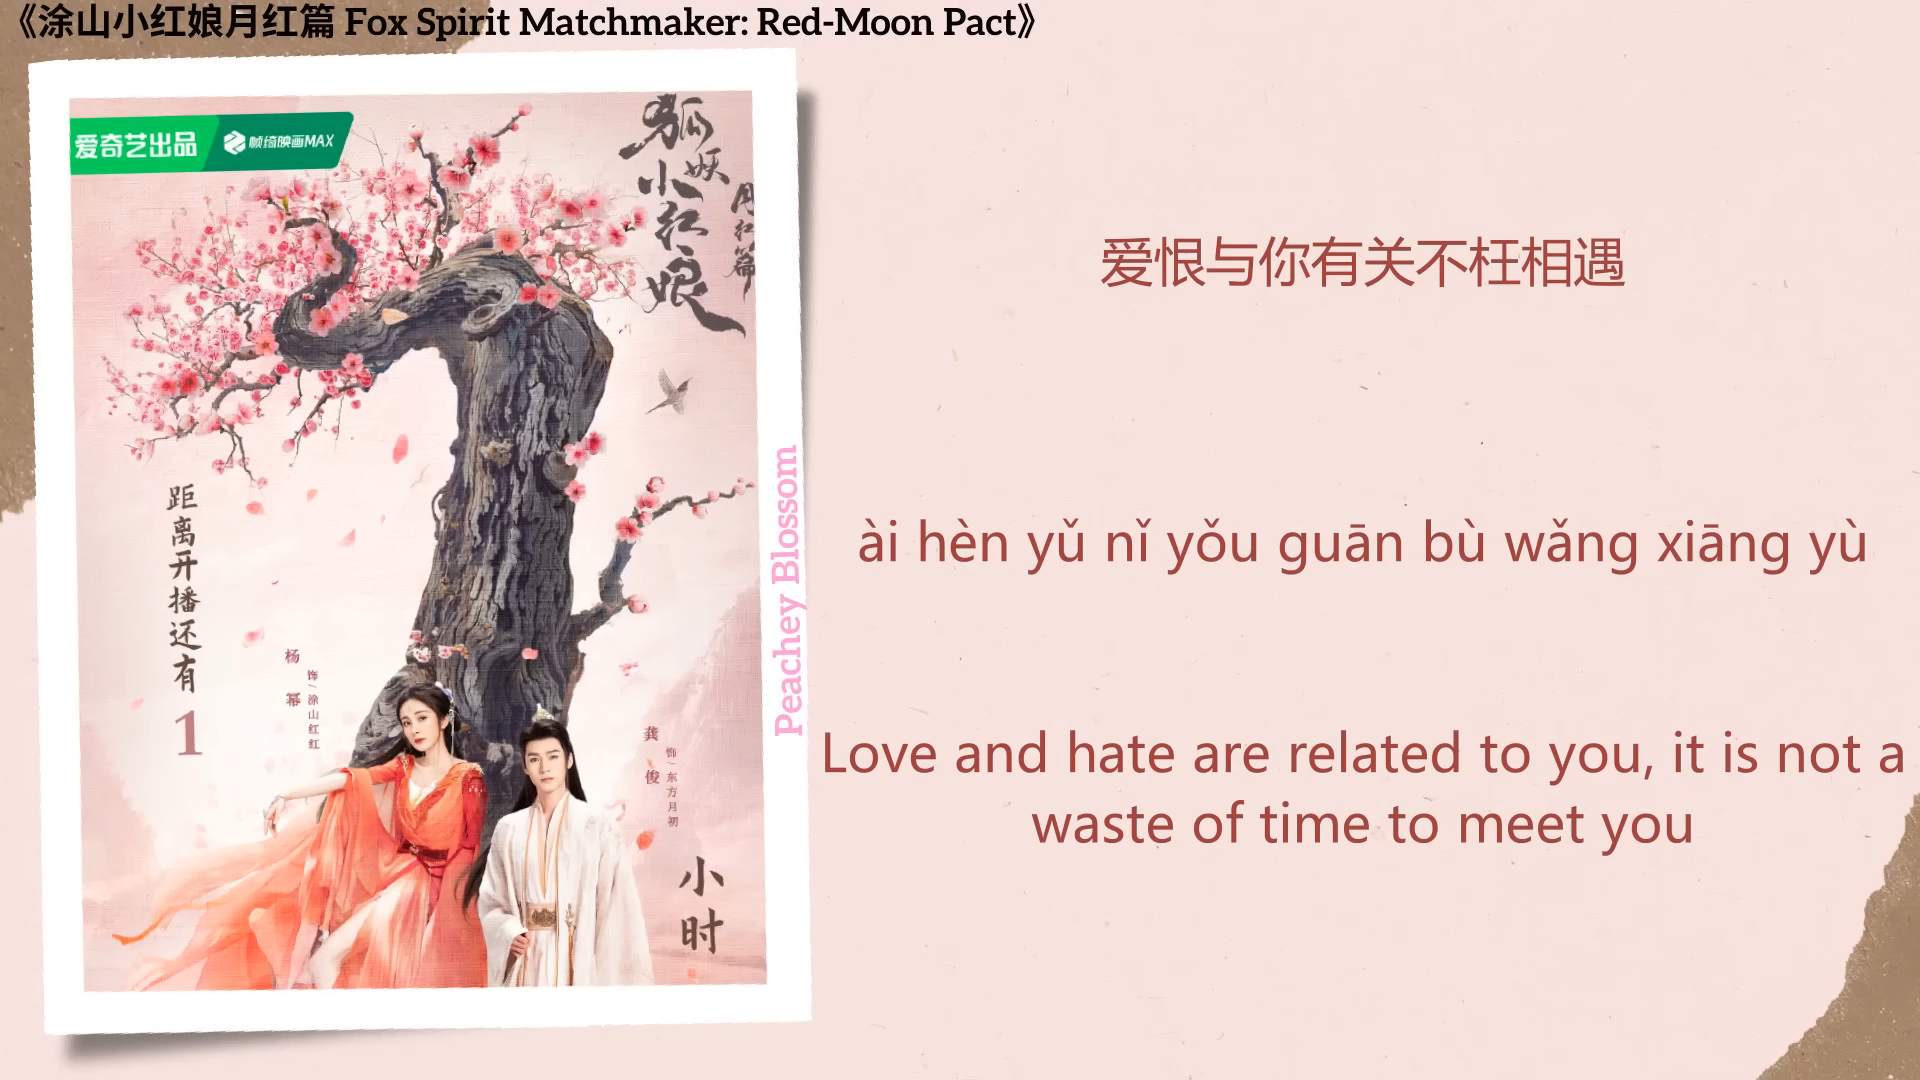 《涂山小红娘月红篇 Fox Spirit Matchmaker: Red-Moon Pact》
爱奇艺出品
帧绮映画MAX
狐妖小红娘
月红篇
距离开播还有
1
小时
杨幂
饰/涂山红红
龚俊
饰/东方月初
Peachey Blossom
爱恨与你有关不枉相遇
ài hèn yǔ nǐ yǒu guān bù wǎng xiāng yù
Love and hate are related to you, it is not a
waste of time to meet you